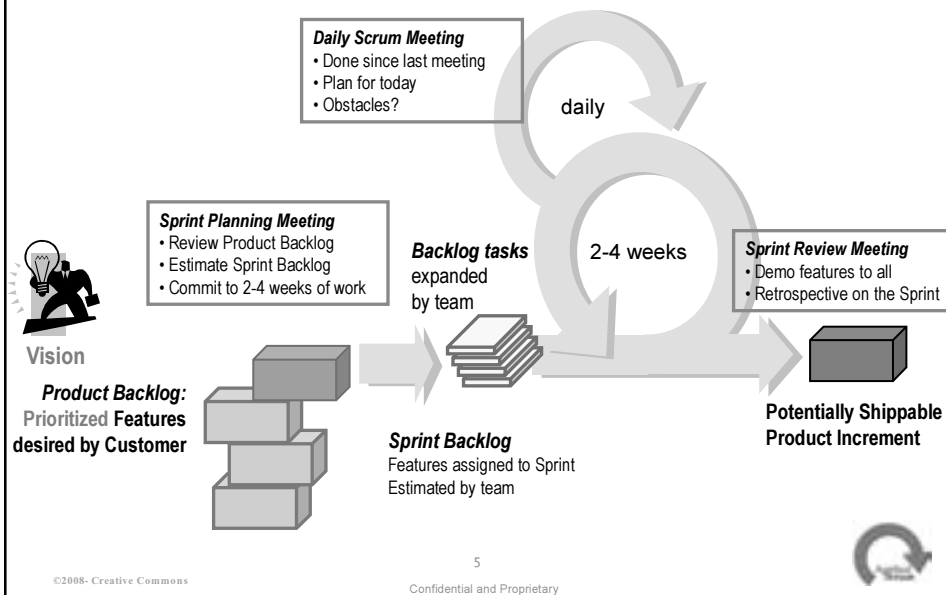 Daily Scrum Meeting
• Done since last meeting
• Plan for today
• Obstacles?
daily
Sprint Planning Meeting
• Review Product Backlog
• Estimate Sprint Backlog
• Commit to 2-4 weeks of work
Backlog tasks
expanded
by team
2-4 weeks
Sprint Review Meeting
• Demo features to all
• Retrospective on the Sprint
Vision
Product Backlog:
Prioritized Features
desired by Customer
Sprint Backlog
Features assigned to Sprint
Estimated by team
Potentially Shippable
Product Increment
5
©2008- Creative Commons
Confidential and Proprietary